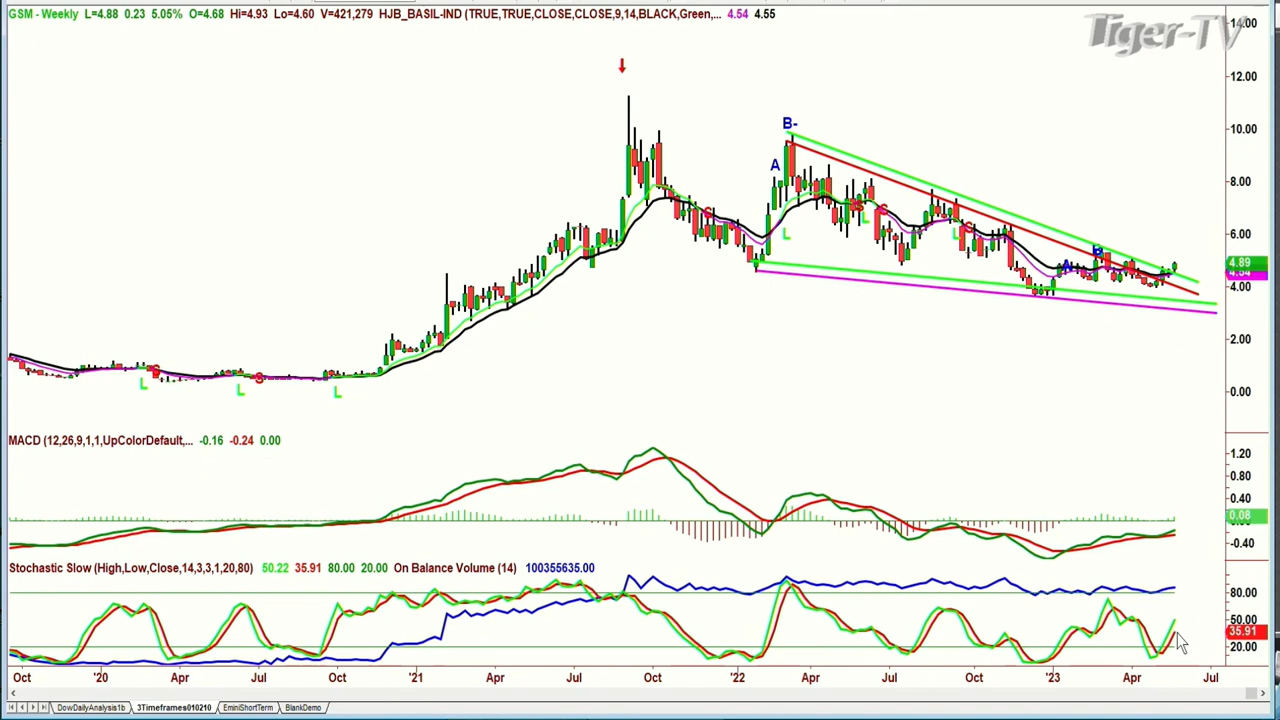 GSM - Weekly L=4.88 0.23 5.05% O=4.68 Hi=4.93 Lo=4.60 V=421,279 HJB_BASIL-IND (TRUE,TRUE,CLOSE,CLOSE,9,14,BLACK,Green,... 4.54 4.55
Tiger-TV
14.00
12.00
B-
10.00
A
8.00
S S S S
L L L
6.00
B
A
4.89
4.54
4.00
2.00
S S
L L L
0.00
MACD (12,26,9,1,1,UpColorDefault,... -0.16 -0.24 0.00
1.20
0.80
0.40
0.08
-0.40
Stochastic Slow (High,Low,Close,14,3,3,1,20,80) 50.22 35.91 80.00 20.00 On Balance Volume (14) 100355635.00
80.00
50.00
35.91
20.00
Oct '20 Apr Jul Oct '21 Apr Jul Oct '22 Apr Jul Oct '23 Apr Jul
DowDailyAnalysis1b 3Timeframes010210 EminiShortTerm BlankDemo